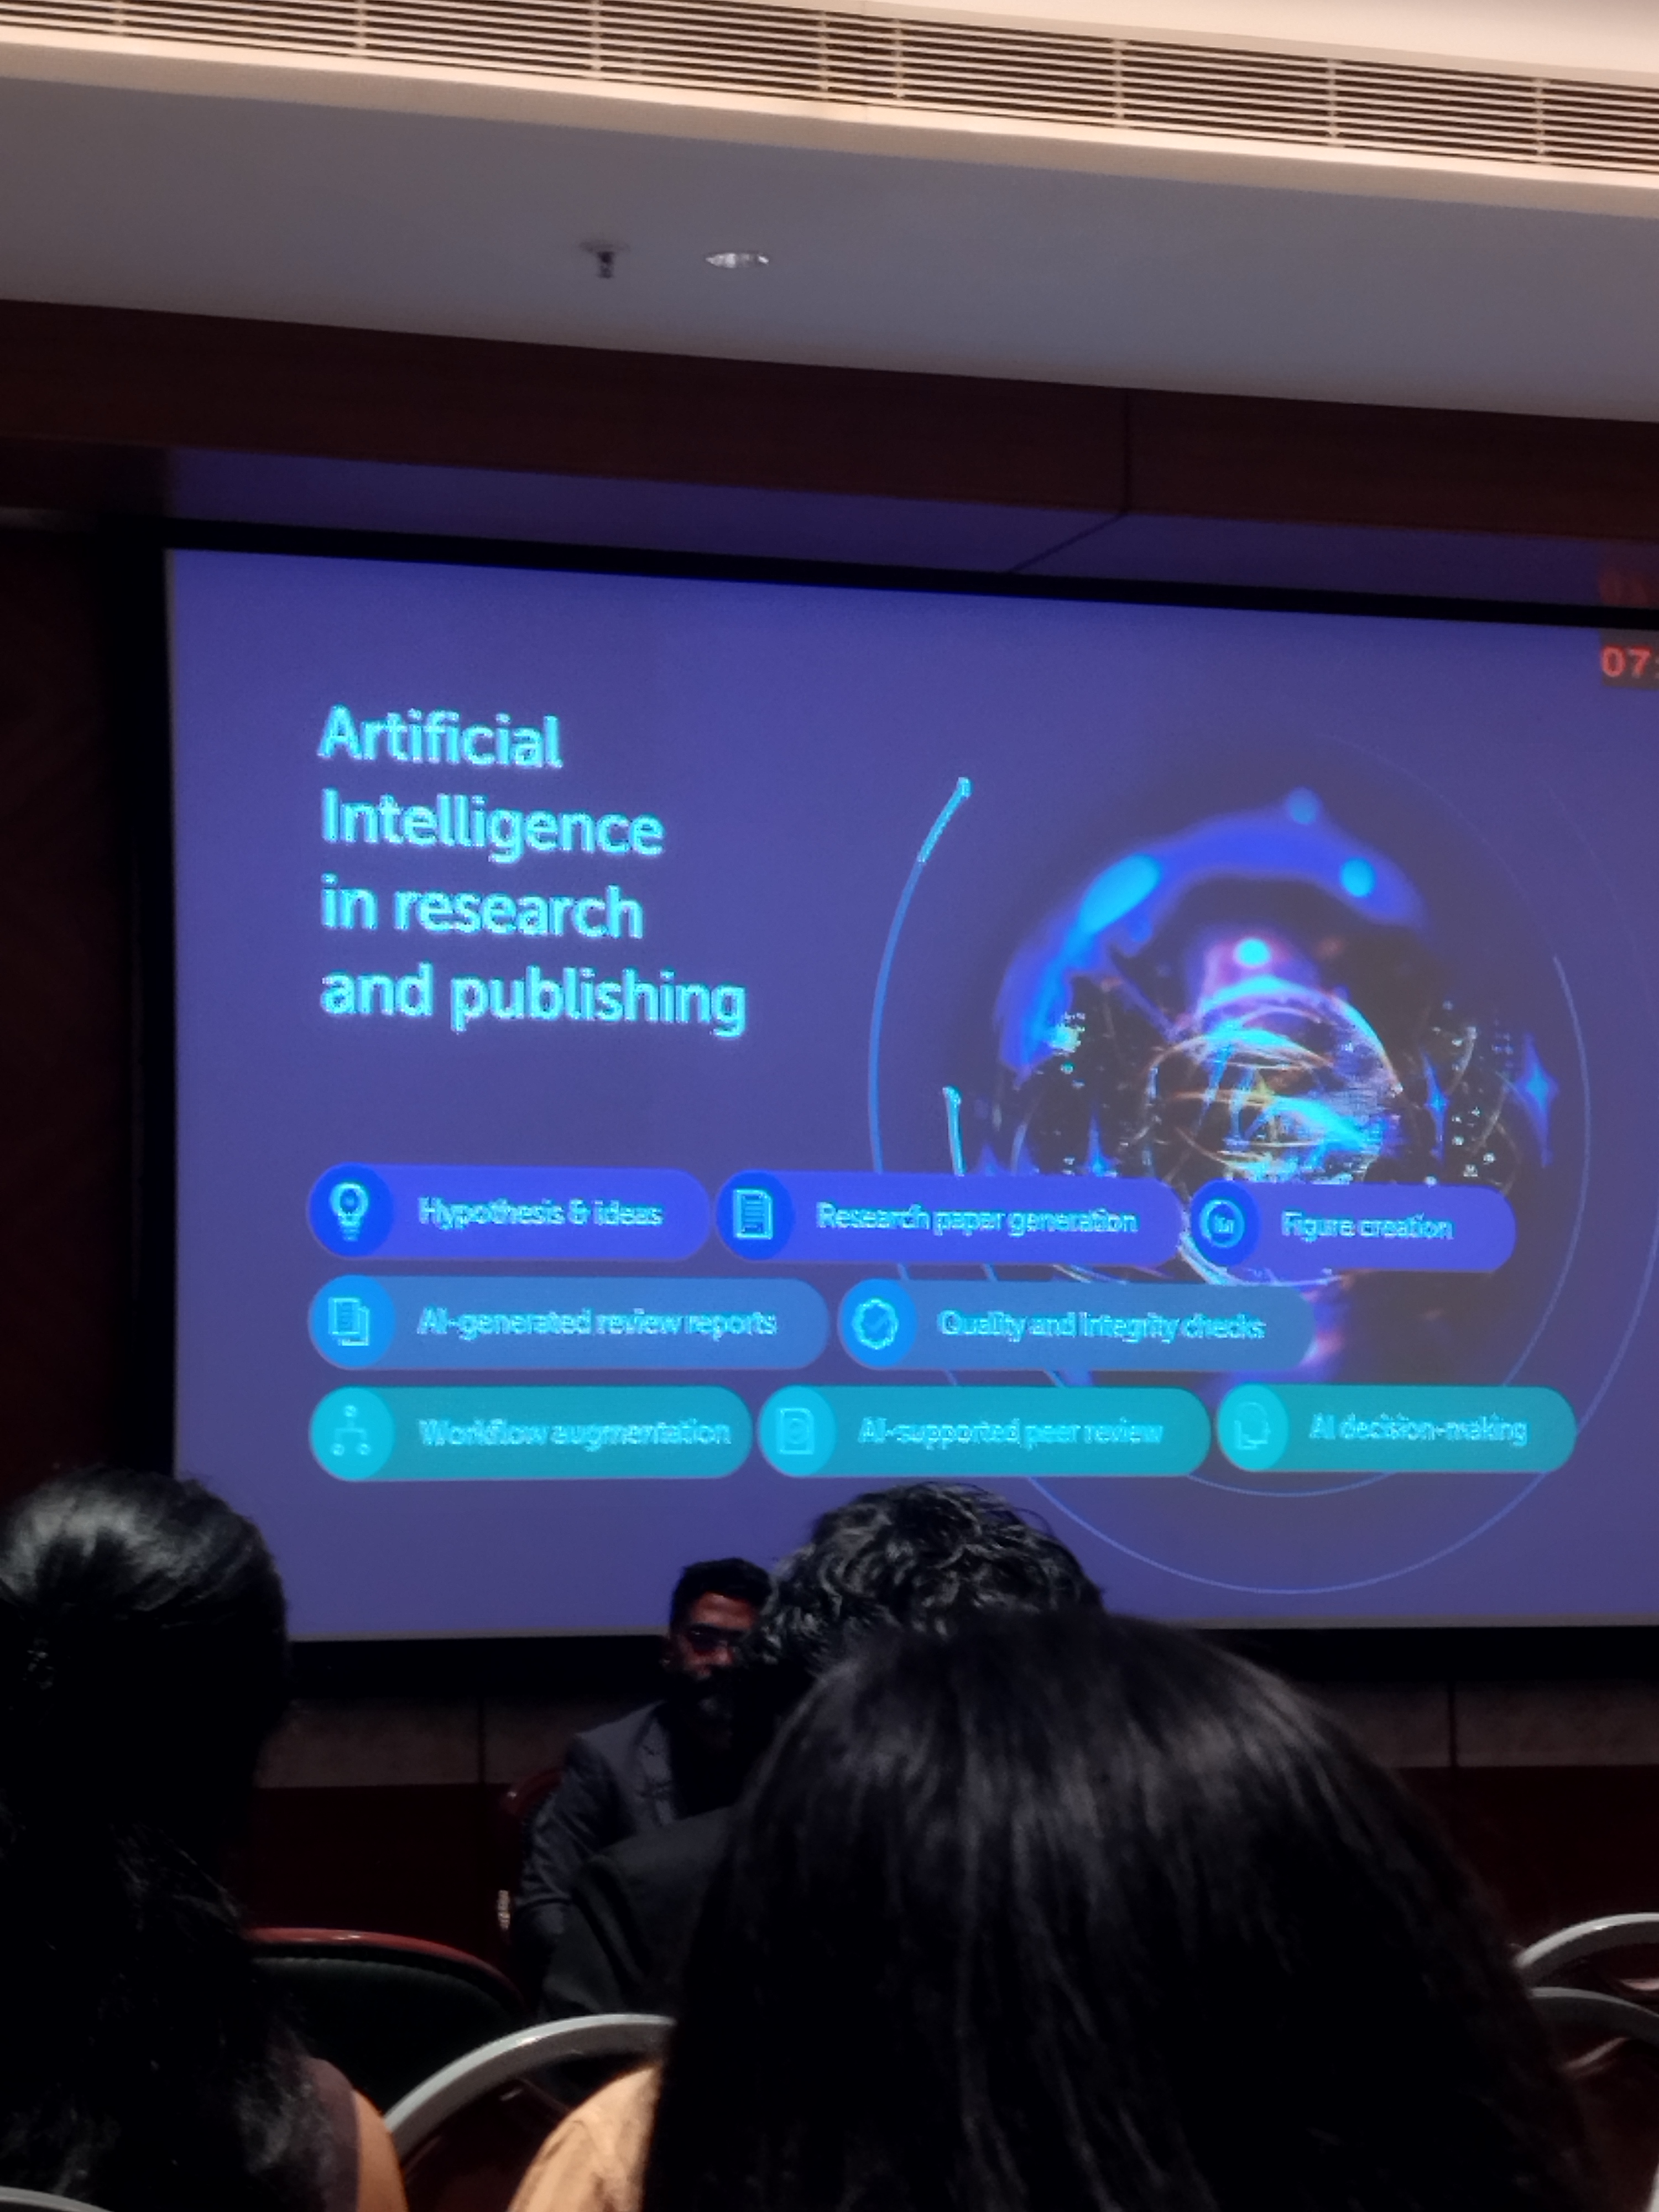 07:
Artificial
Intelligence
in research
and publishing
Hypothesis & ideas
Research paper generation
Figure creation
AI-generated review reports
Quality and integrity checks
Workflow augmentation
AI-supported peer review
AI decision-making